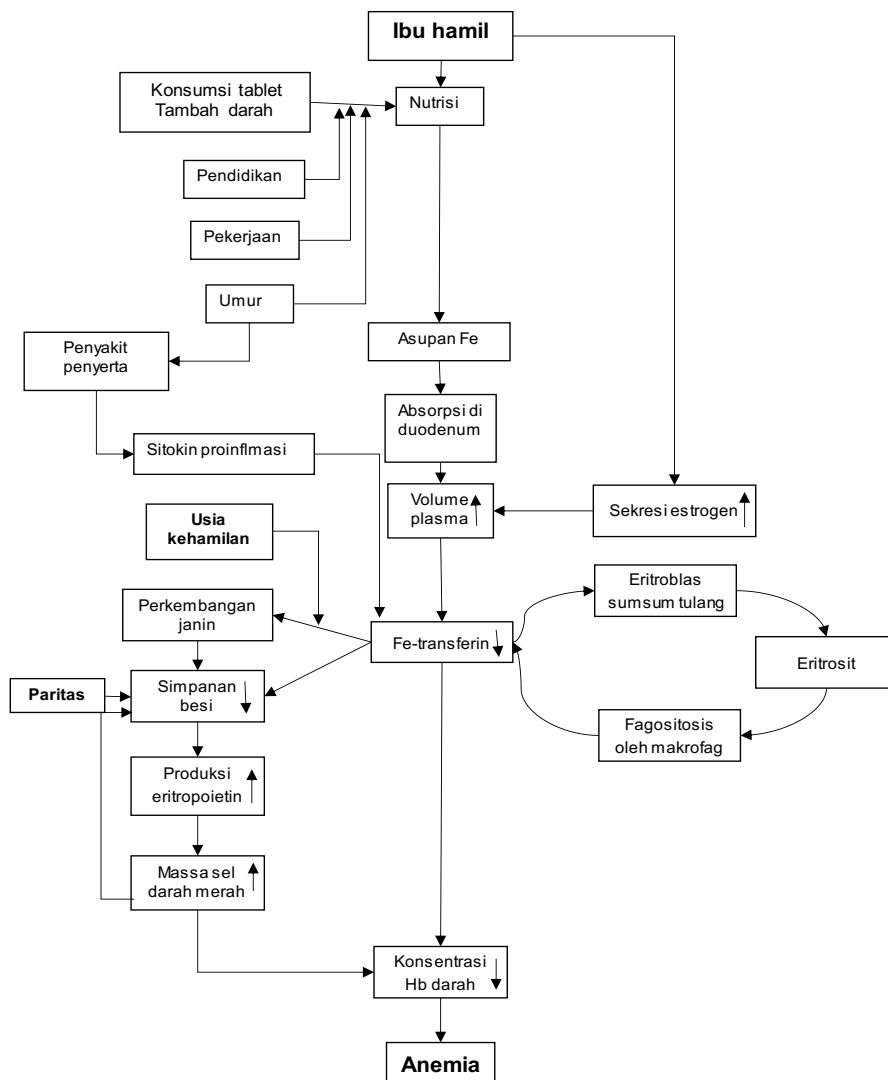 Ibu hamil
Konsumsi tablet
Tambah darah
Nutrisi
Pendidikan
Pekerjaan
Umur
Penyakit
penyerta
Asupan Fe
Absorpsi di
duodenum
Sitokin proinflmasi
Volume
plasma
Sekresi estrogen
Usia
kehamilan
Eritroblas
sumsum tulang
Perkembangan
janin
Fe-transferin
Eritrosit
Paritas
Simpanan
besi
Fagositosis
oleh makrofag
Produksi
eritropoietin
Massa sel
darah merah
Konsentrasi
Hb darah
Anemia